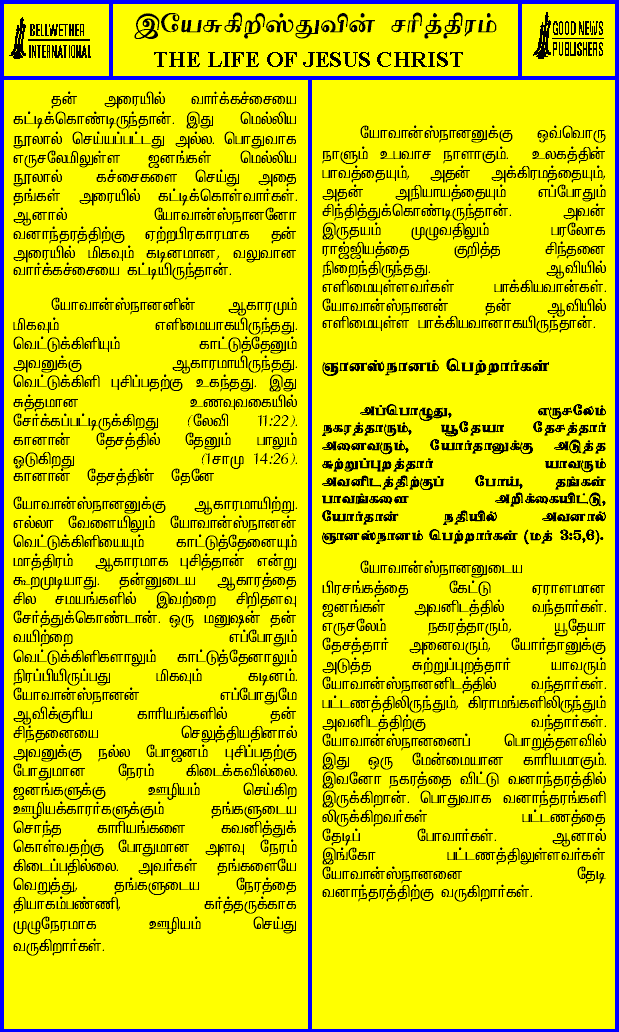 BELLWETHER
INTERNATIONAL
இயேசுகிறிஸ்துவின் சரித்திரம்
THE LIFE OF JESUS CHRIST
GOOD NEWS
PUBLISHERS
தன் அரையில் வார்க்கச்சையை
கட்டிக்கொண்டிருந்தான். இது மெல்லிய
நூலால் செய்யப்பட்டது அல்ல. பொதுவாக
எருசலேமிலுள்ள ஜனங்கள் மெல்லிய
நூலால் கச்சைகளை செய்து அதை
தங்கள் அரையில் கட்டிக்கொள்வார்கள்.
ஆனால் யோவான்ஸ்நானனோ
வனாந்தரத்திற்கு ஏற்றபிரகாரமாக தன்
அரையில் மிகவும் கடினமான, வலுவான
வார்க்கச்சையை கட்டியிருந்தான்.
யோவான்ஸ்நானனின் ஆகாரமும்
மிகவும் எளிமையாகயிருந்தது.
வெட்டுக்கிளியும் காட்டுத்தேனும்
அவனுக்கு ஆகாரமாயிருந்தது.
வெட்டுக்கிளி புசிப்பதற்கு உகந்தது. இது
சுத்தமான உணவுவகையில்
சேர்க்கப்பட்டிருக்கிறது (லேவி 11:22).
கானான் தேசத்தில் தேனும் பாலும்
ஓடுகிறது (1சாமு 14:26).
கானான் தேசத்தின் தேனே
யோவான்ஸ்நானனுக்கு ஆகாரமாயிற்று.
எல்லா வேளையிலும் யோவான்ஸ்நானன்
வெட்டுக்கிளியையும் காட்டுத்தேனையும்
மாத்திரம் ஆகாரமாக புசித்தான் என்று
கூறமுடியாது. தன்னுடைய ஆகாரத்தை
சில சமயங்களில் இவற்றை சிறிதளவு
சேர்த்துக்கொண்டான். ஒரு மனுஷன் தன்
வயிற்றை எப்போதும்
வெட்டுக்கிளிகளாலும் காட்டுத்தேனாலும்
நிரப்பியிருப்பது மிகவும் கடினம்.
யோவான்ஸ்நானன் எப்போதுமே
ஆவிக்குரிய காரியங்களில் தன்
சிந்தனையை செலுத்தியதினால்
அவனுக்கு நல்ல போஜனம் புசிப்பதற்கு
போதுமான நேரம் கிடைக்கவில்லை.
ஜனங்களுக்கு ஊழியம் செய்கிற
ஊழியக்காரர்களுக்கும் தங்களுடைய
சொந்த காரியங்களை கவனித்துக்
கொள்வதற்கு போதுமான அளவு நேரம்
கிடைப்பதில்லை. அவர்கள் தங்களையே
வெறுத்து, தங்களுடைய நேரத்தை
தியாகம்பண்ணி, கர்த்தருக்காக
முழுநேரமாக ஊழியம் செய்து
வருகிறார்கள்.
யோவான்ஸ்நானனுக்கு ஒவ்வொரு
நாளும் உபவாச நாளாகும். உலகத்தின்
பாவத்தையும், அதன் அக்கிரமத்தையும்,
அதன் அநியாயத்தையும் எப்போதும்
சிந்தித்துக்கொண்டிருந்தான். அவன்
இருதயம் முழுவதிலும் பரலோக
ராஜ்ஜியத்தை குறித்த சிந்தனை
நிறைந்திருந்தது. ஆவியில்
எளிமையுள்ளவர்கள் பாக்கியவான்கள்.
யோவான்ஸ்நானன் தன் ஆவியில்
எளிமையுள்ள பாக்கியவானாகயிருந்தான்.
ஞானஸ்நானம் பெற்றார்கள்
அப்பொழுது, எருசலேம்
நகரத்தாரும், யூதேயா தேசத்தார்
அனைவரும், யோர்தானுக்கு அடுத்த
சுற்றுப்புறத்தார் யாவரும்
அவனிடத்திற்குப் போய், தங்கள்
பாவங்களை அறிக்கையிட்டு,
யோர்தான் நதியில் அவனால்
ஞானஸ்நானம் பெற்றார்கள் (மத் 3:5,6).
யோவான்ஸ்நானனுடைய
பிரசங்கத்தை கேட்டு ஏராளமான
ஜனங்கள் அவனிடத்தில் வந்தார்கள்.
எருசலேம் நகரத்தாரும், யூதேயா
தேசத்தார் அனைவரும், யோர்தானுக்கு
அடுத்த சுற்றுப்புறத்தார் யாவரும்
யோவான்ஸ்நானனிடத்தில் வந்தார்கள்.
பட்டணத்திலிருந்தும், கிராமங்களிலிருந்தும்
அவனிடத்திற்கு வந்தார்கள்.
யோவான்ஸ்நானனைப் பொறுத்தளவில்
இது ஒரு மேன்மையான காரியமாகும்.
இவனோ நகரத்தை விட்டு வனாந்தரத்தில்
இருக்கிறான். பொதுவாக வனாந்தரங்களி
லிருக்கிறவர்கள் பட்டணத்தை
தேடிப் போவார்கள். ஆனால்
இங்கோ பட்டணத்திலுள்ளவர்கள்
யோவான்ஸ்நானனை தேடி
வனாந்தரத்திற்கு வருகிறார்கள்.